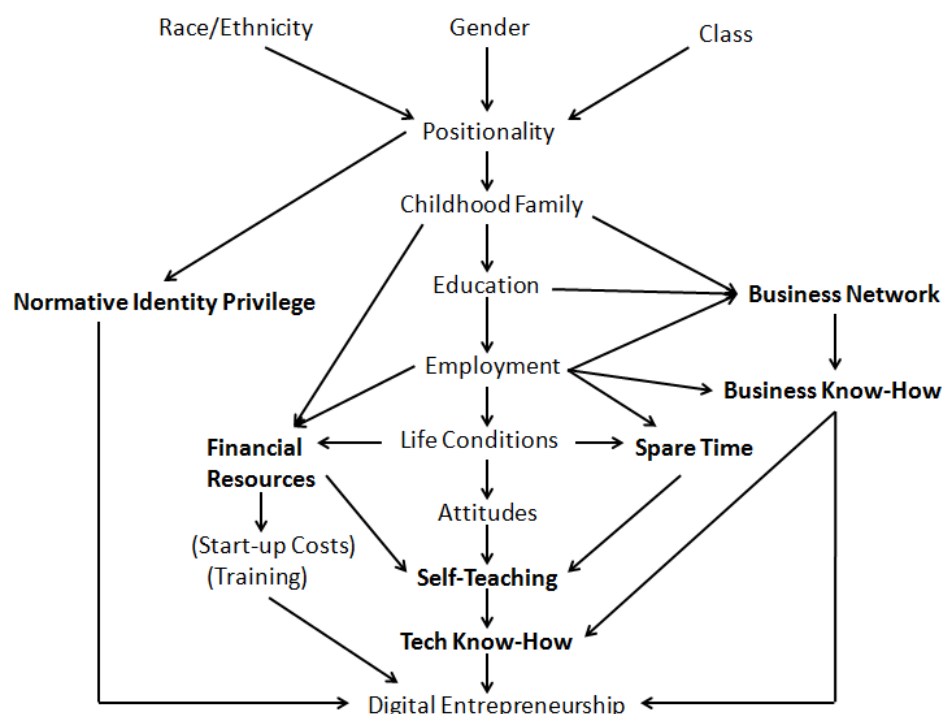 Race/Ethnicity
Gender
Class
Positionality
Childhood Family
Education
Normative Identity Privilege
Business Network
Employment
Business Know-How
Life Conditions
Financial
Resources
Spare Time
Attitudes
(Start-up Costs)
(Training)
Self-Teaching
Tech Know-How
Digital Entrepreneurship